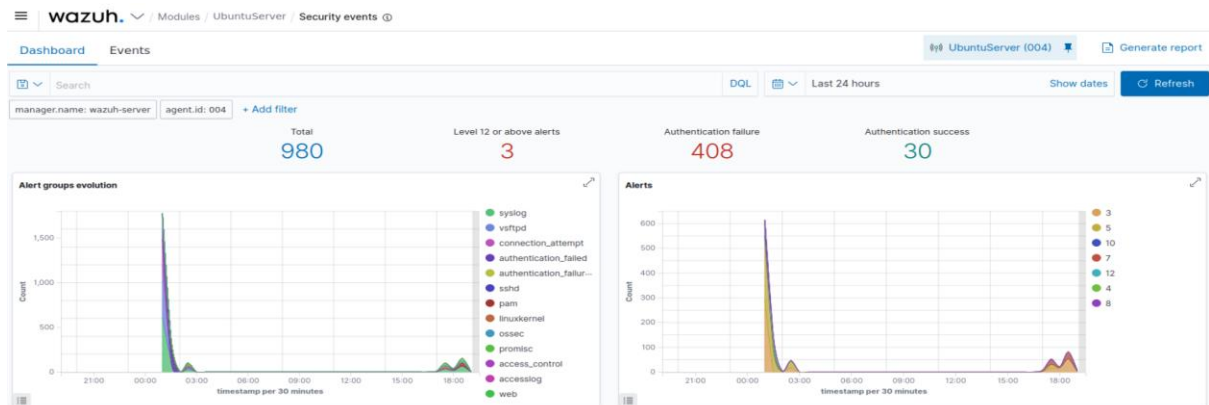 wazuh. / Modules / UbuntuServer / Security events
Dashboard Events UbuntuServer (004) Generate report
Search DQL Last 24 hours Show dates Refresh
manager.name: wazuh-server agent.id: 004 + Add filter
Total Level 12 or above alerts Authentication failure Authentication success
980 3 408 30
Alert groups evolution
Count
1,500
1,000
500
0
21:00 00:00 03:00 06:00 09:00 12:00 15:00 18:00
timestamp per 30 minutes
syslog
vsftpd
connection_attempt
authentication_failed
authentication_failur...
sshd
pam
linuxkernel
ossec
promisc
access_control
accesslog
web
Alerts
Count
600
500
400
300
200
100
0
21:00 00:00 03:00 06:00 09:00 12:00 15:00 18:00
timestamp per 30 minutes
3
5
10
7
12
4
8